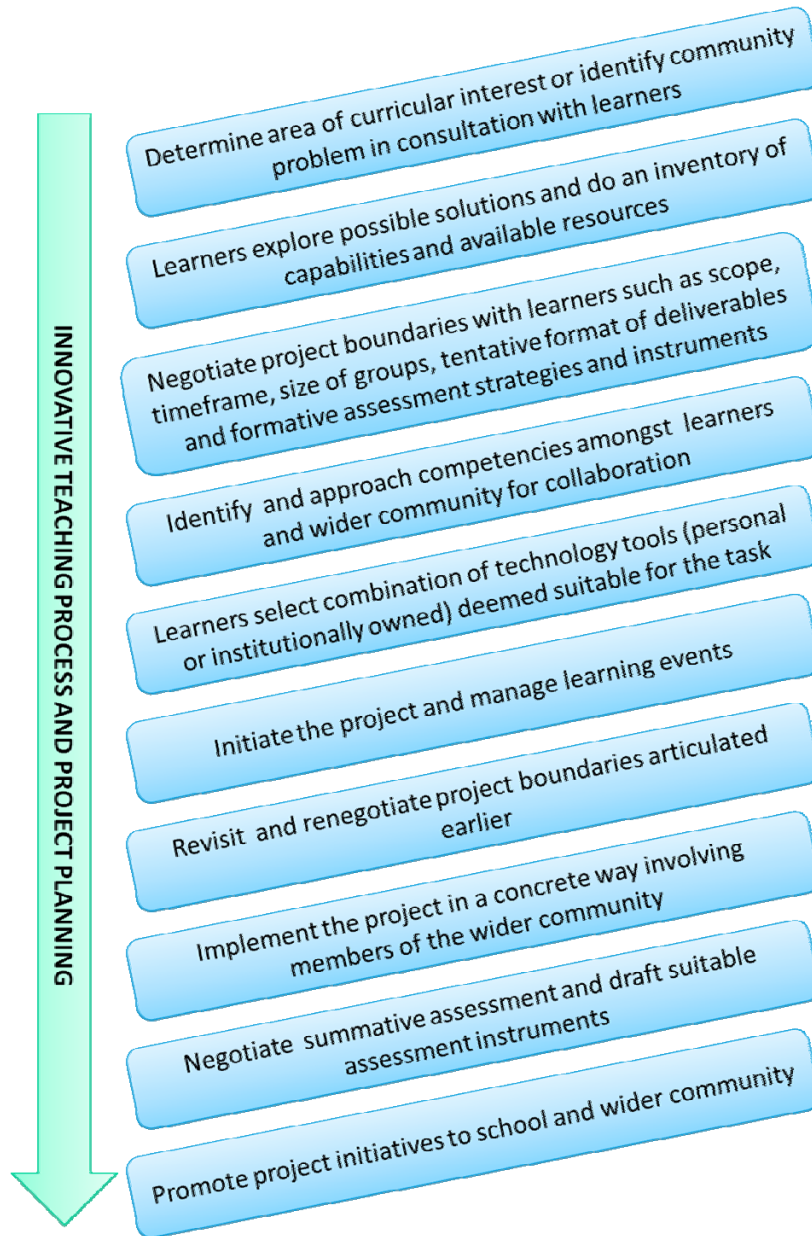 INNOVATIVE TEACHING PROCESS AND PROJECT PLANNING
Determine area of curricular interest or identify community
problem in consultation with learners
Learners explore possible solutions and do an inventory of
capabilities and available resources
Negotiate project boundaries with learners such as scope,
timeframe, size of groups, tentative format of deliverables
and formative assessment strategies and instruments
Identify and approach competencies amongst learners
and wider community for collaboration
Learners select combination of technology tools (personal
or institutionally owned) deemed suitable for the task
Initiate the project and manage learning events
Revisit and renegotiate project boundaries articulated
earlier
Implement the project in a concrete way involving
members of the wider community
Negotiate summative assessment and draft suitable
assessment instruments
Promote project initiatives to school and wider community